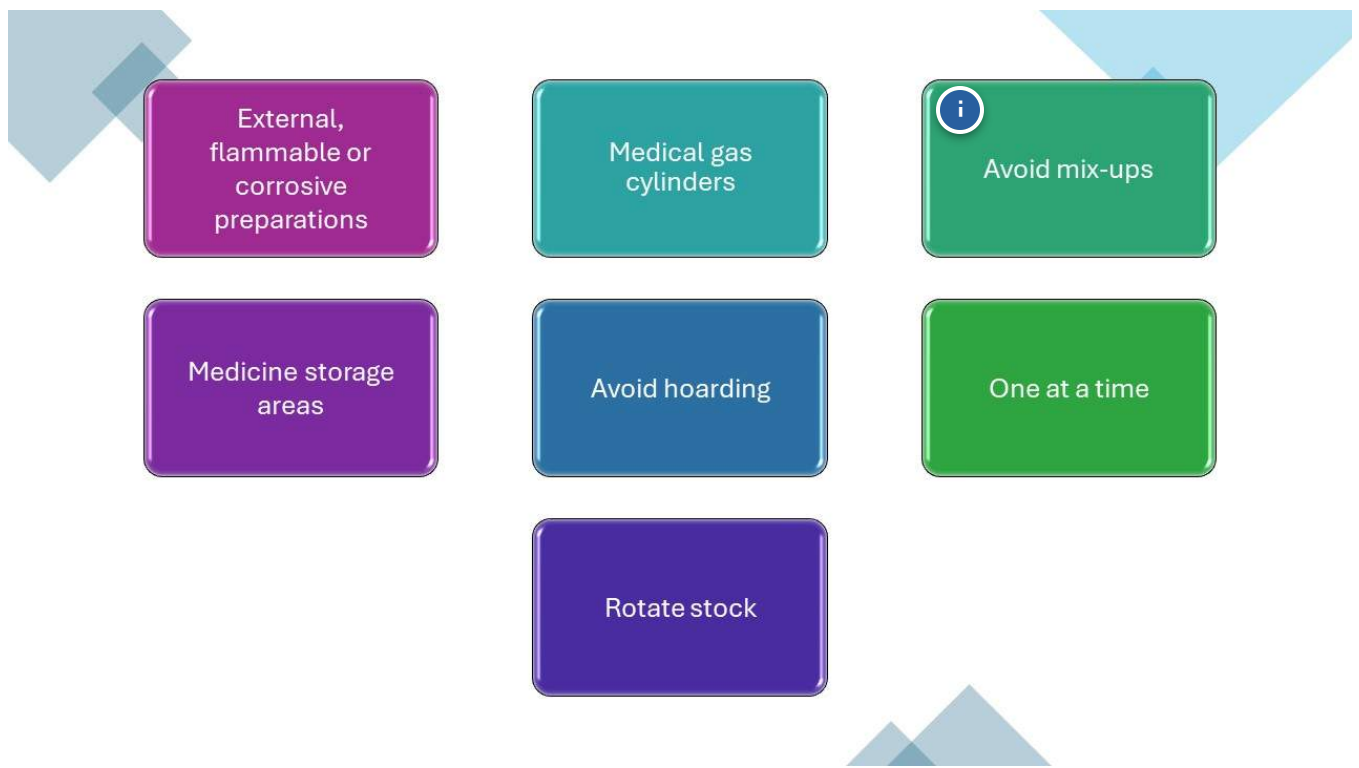 External,
flammable or
corrosive
preparations
Medical gas
cylinders
i
Avoid mix-ups
Medicine storage
areas
Avoid hoarding
One at a time
Rotate stock